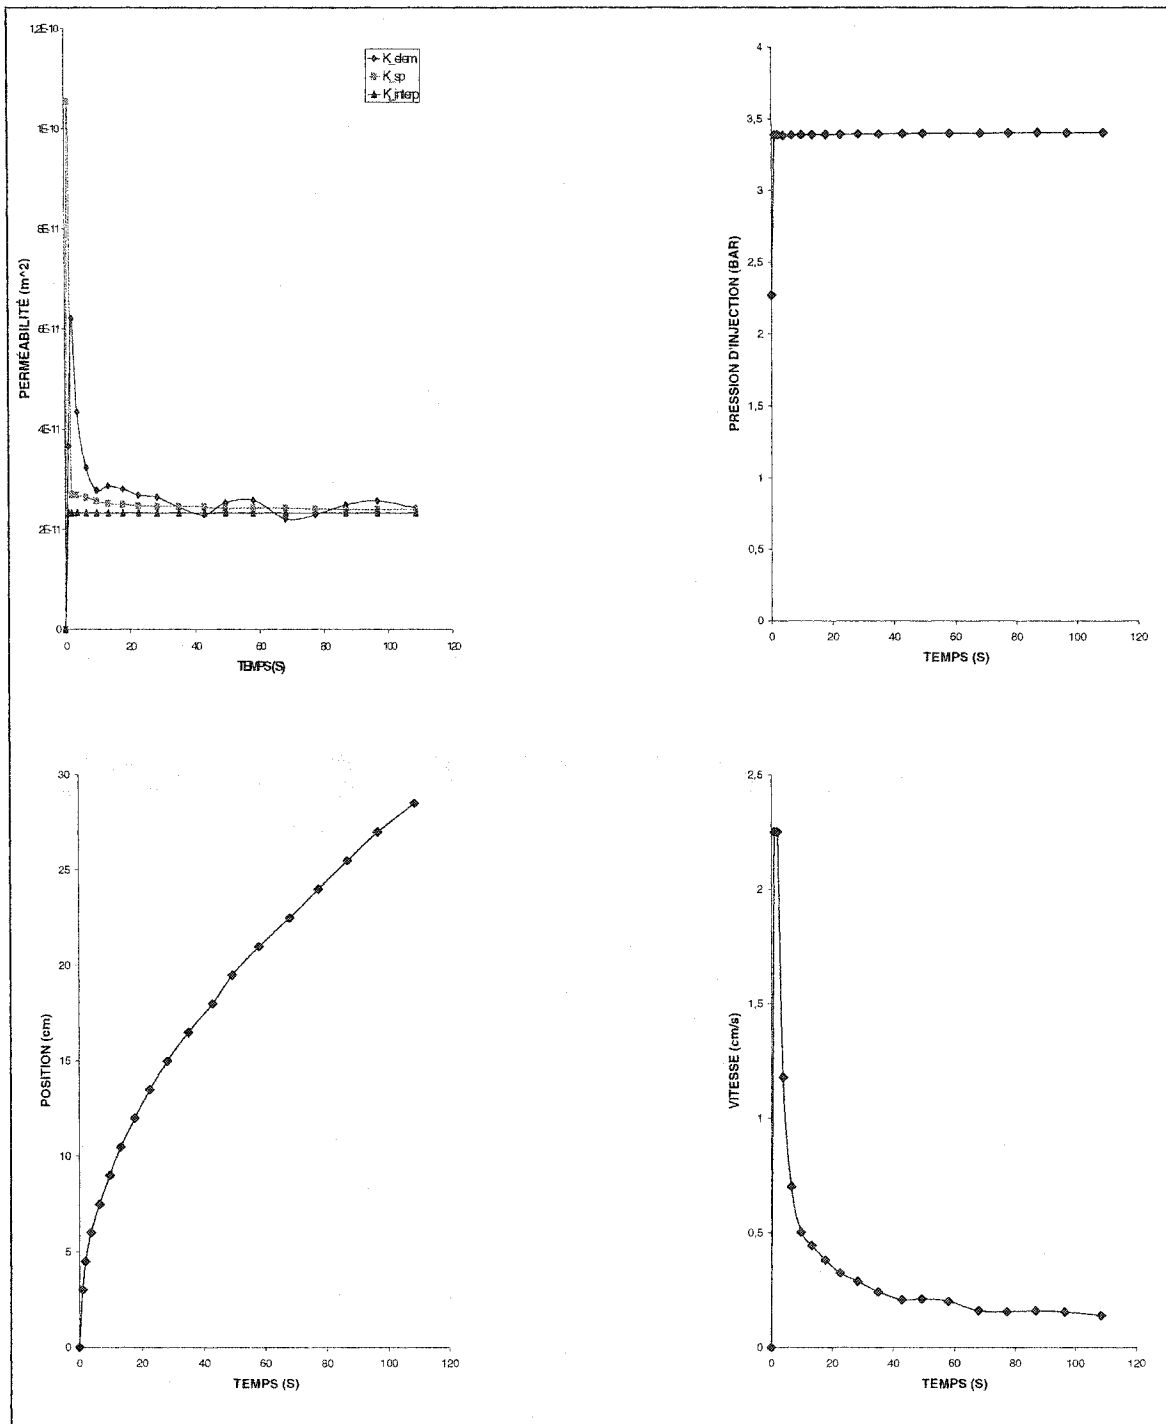 1,2E-10
1E-10
8E-11
6E-11
4E-11
2E-11
0
PERMÉABILITÉ (m^2)
K_elem
K_sp
K_interp
0 20 40 60 80 100 120
TEMPS(S)
4
3,5
3
2,5
2
1,5
1
0,5
0
PRESSION D'INJECTION (BAR)
0 20 40 60 80 100 120
TEMPS (S)
30
25
20
15
10
5
0
POSITION (cm)
0 20 40 60 80 100 120
TEMPS (S)
2,5
2
1,5
1
0,5
0
VITESSE (cm/s)
0 20 40 60 80 100 120
TEMPS (S)